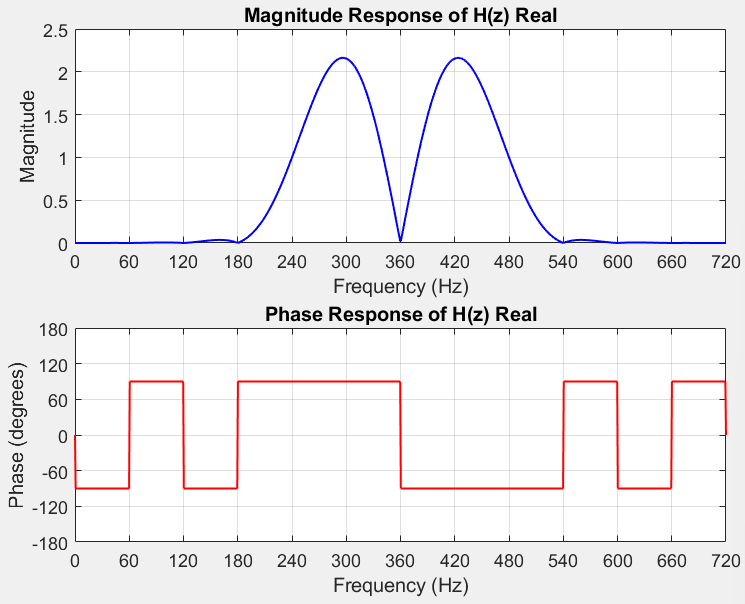 Magnitude Response of H(z) Real
2.5
2
1.5
1
0.5
0
Magnitude
0 60 120 180 240 300 360 420 480 540 600 660 720
Frequency (Hz)
Phase Response of H(z) Real
180
120
60
0
-60
-120
-180
Phase (degrees)
0 60 120 180 240 300 360 420 480 540 600 660 720
Frequency (Hz)